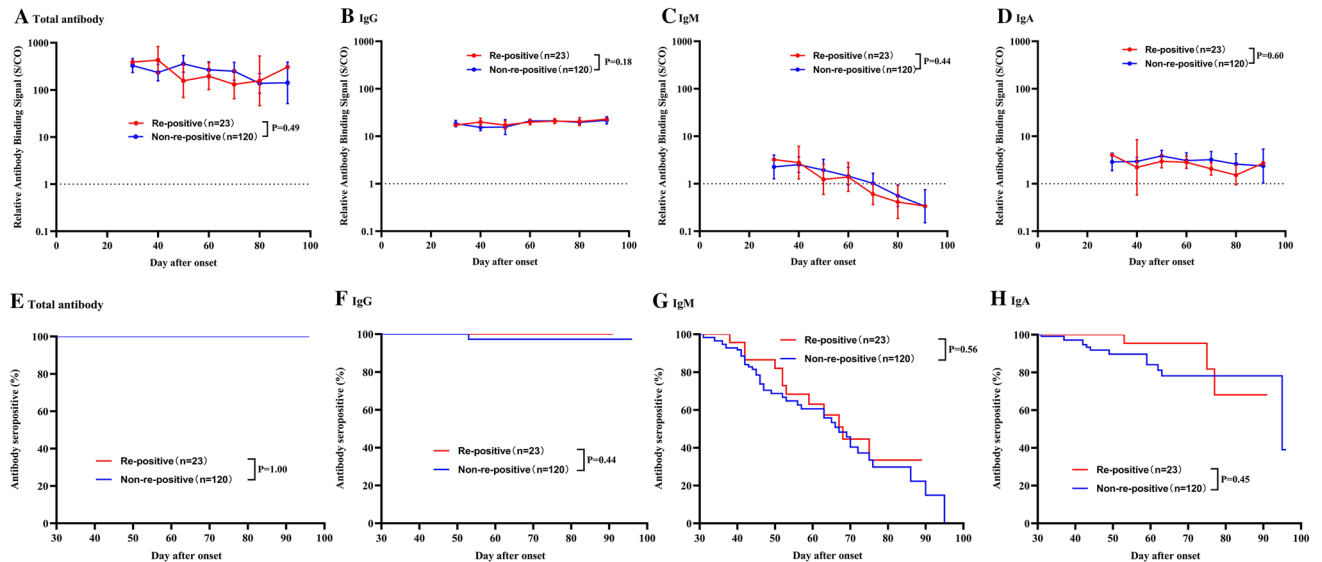 A Total antibody
Relative Antibody Binding Signal (S/CO)
1000
100
10
1
0.1
Re-positive(n=23)
Non-re-positive(n=120)
P=0.49
0 20 40 60 80 100
Day after onset
B IgG
Relative Antibody Binding Signal (S/CO)
1000
100
10
1
0.1
Re-positive(n=23)
Non-re-positive(n=120)
P=0.18
0 20 40 60 80 100
Day after onset
C IgM
Relative Antibody Binding Signal (S/CO)
1000
100
10
1
0.1
Re-positive(n=23)
Non-re-positive(n=120)
P=0.44
0 20 40 60 80 100
Day after onset
D IgA
Relative Antibody Binding Signal (S/CO)
1000
100
10
1
0.1
Re-positive(n=23)
Non-re-positive(n=120)
P=0.60
0 20 40 60 80 100
Day after onset
E Total antibody
Antibody seropositive (%)
100
80
60
40
20
0
Re-positive(n=23)
Non-re-positive(n=120)
P=1.00
30 40 50 60 70 80 90 100
Day after onset
F IgG
Antibody seropositive (%)
100
80
60
40
20
0
Re-positive(n=23)
Non-re-positive(n=120)
P=0.44
30 40 50 60 70 80 90 100
Day after onset
G IgM
Antibody seropositive (%)
100
80
60
40
20
0
Re-positive(n=23)
Non-re-positive(n=120)
P=0.56
30 40 50 60 70 80 90 100
Day after onset
H IgA
Antibody seropositive (%)
100
80
60
40
20
0
Re-positive(n=23)
Non-re-positive(n=120)
P=0.45
30 40 50 60 70 80 90 100
Day after onset